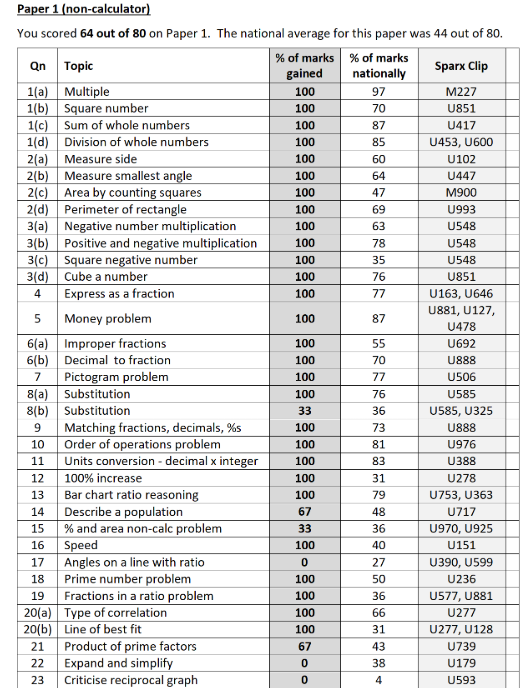 Paper 1 (non-calculator)
You scored 64 out of 80 on Paper 1. The national average for this paper was 44 out of 80.
Qn Topic % of marks gained % of marks nationally Sparx Clip
1(a) Multiple 100 97 M227
1(b) Square number 100 70 U851
1(c) Sum of whole numbers 100 87 U417
1(d) Division of whole numbers 100 85 U453, U600
2(a) Measure side 100 60 U102
2(b) Measure smallest angle 100 64 U447
2(c) Area by counting squares 100 47 M900
2(d) Perimeter of rectangle 100 69 U993
3(a) Negative number multiplication 100 63 U548
3(b) Positive and negative multiplication 100 78 U548
3(c) Square negative number 100 35 U548
3(d) Cube a number 100 76 U851
4 Express as a fraction 100 77 U163, U646
5 Money problem 100 87 U881, U127, U478
6(a) Improper fractions 100 55 U692
6(b) Decimal to fraction 100 70 U888
7 Pictogram problem 100 77 U506
8(a) Substitution 100 76 U585
8(b) Substitution 33 36 U585, U325
9 Matching fractions, decimals, %s 100 73 U888
10 Order of operations problem 100 81 U976
11 Units conversion - decimal x integer 100 83 U388
12 100% increase 100 31 U278
13 Bar chart ratio reasoning 100 79 U753, U363
14 Describe a population 67 48 U717
15 % and area non-calc problem 33 36 U970, U925
16 Speed 100 40 U151
17 Angles on a line with ratio 0 27 U390, U599
18 Prime number problem 100 50 U236
19 Fractions in a ratio problem 100 36 U577, U881
20(a) Type of correlation 100 66 U277
20(b) Line of best fit 100 31 U277, U128
21 Product of prime factors 67 43 U739
22 Expand and simplify 0 38 U179
23 Criticise reciprocal graph 0 4 U593